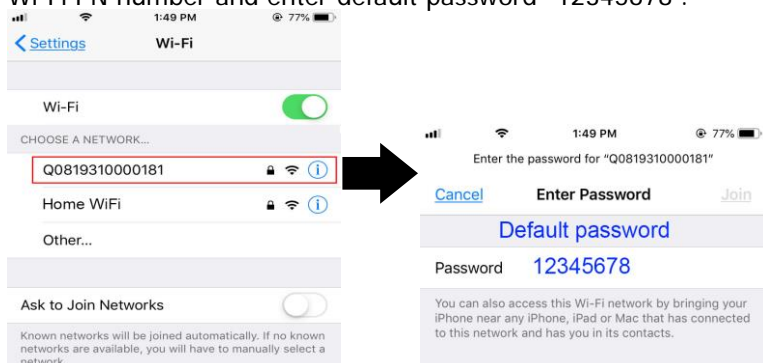 Wi-Fi PN number and enter default password "12345678".
1:49 PM
77%
Settings
Wi-Fi
Wi-Fi
CHOOSE A NETWORK...
Q0819310000181
Home WiFi
Other...
Ask to Join Networks
Known networks will be joined automatically. If no known
networks are available, you will have to manually select a
network.
1:49 PM
77%
Enter the password for "Q0819310000181"
Cancel
Enter Password
Join
Default password
Password
12345678
You can also access this Wi-Fi network by bringing your
iPhone near any iPhone, iPad or Mac that has connected
to this network and has you in its contacts.